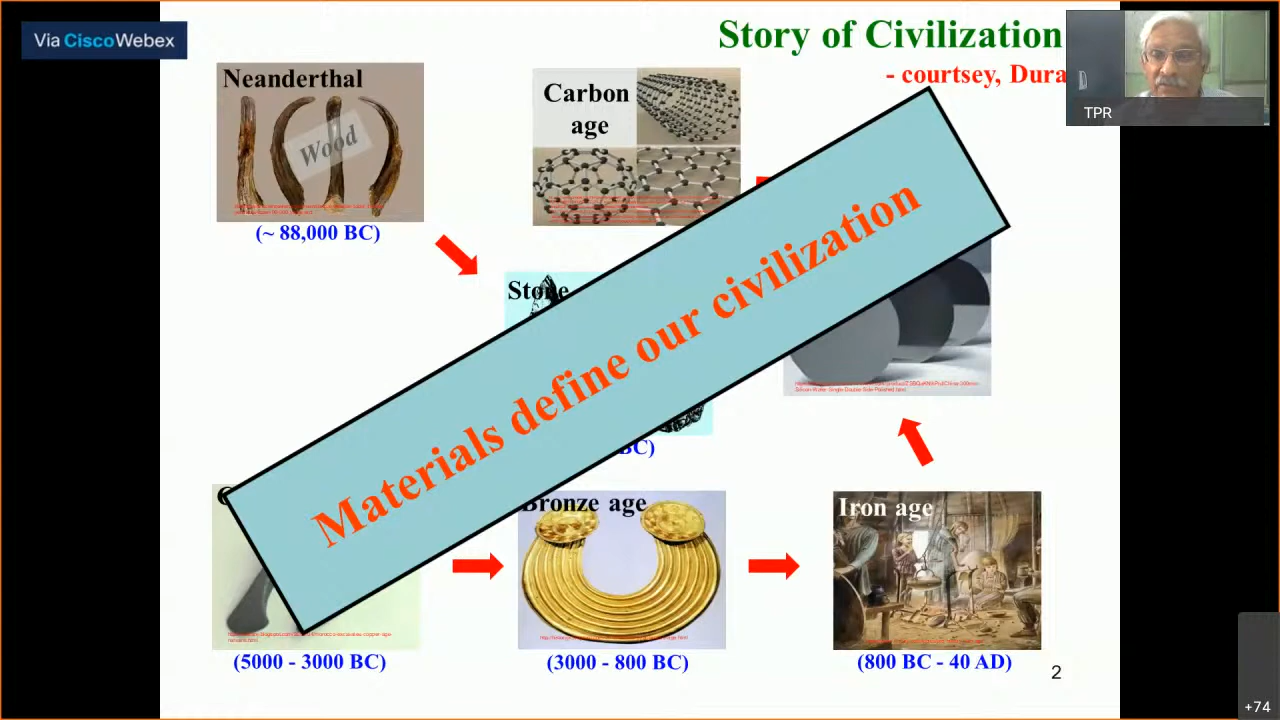 Via CiscoWebex
Story of Civilization
- courtsey, Dura
TPR
Neanderthal
Wood
(~ 88,000 BC)
Carbon
age
Stone
BC)
Materials define our civilization
Bronze age
Iron age
(5000 - 3000 BC)
(3000 - 800 BC)
(800 BC - 40 AD)
2
+74